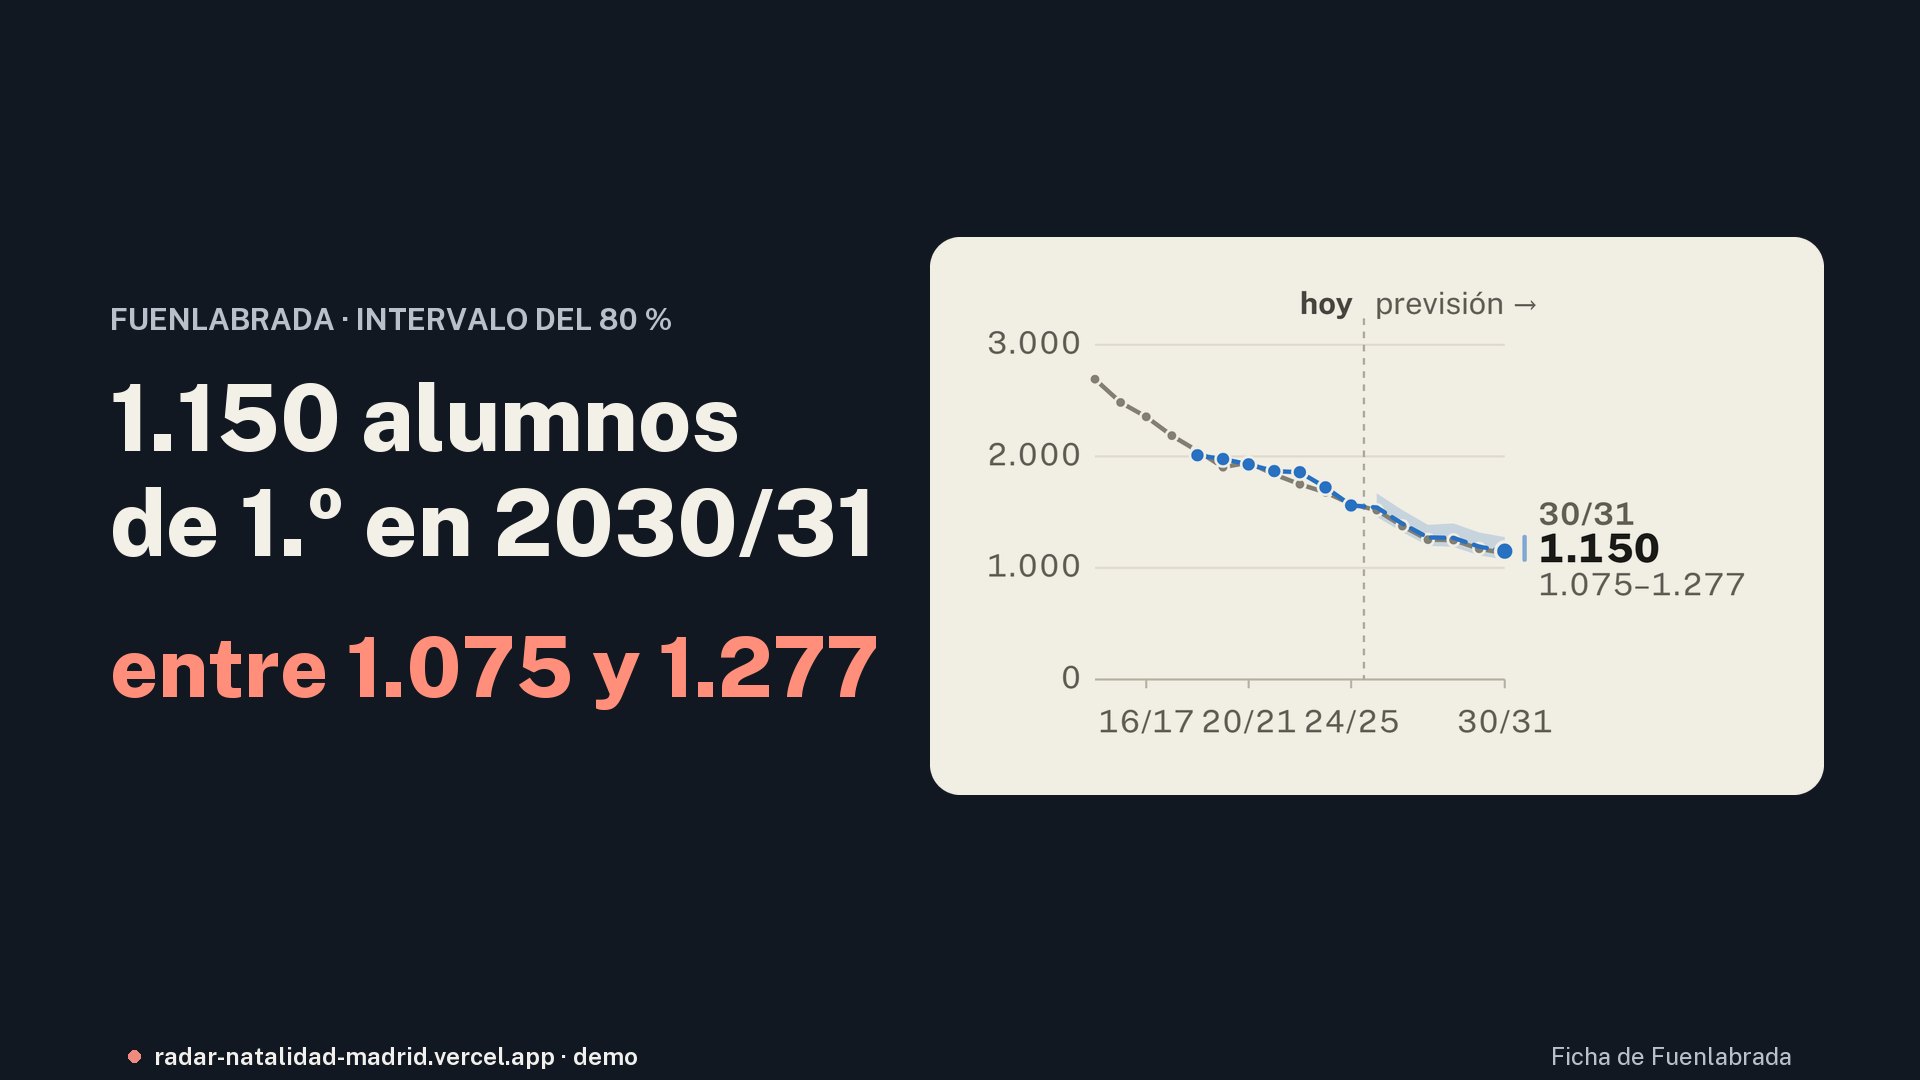 FUENLABRADA · INTERVALO DEL 80 %
1.150 alumnos
de 1.º en 2030/31
entre 1.075 y 1.277
hoy previsión →
3.000
2.000
1.000
0
30/31
1.150
1.075–1.277
16/17 20/21 24/25 30/31
radar-natalidad-madrid.vercel.app · demo
Ficha de Fuenlabrada